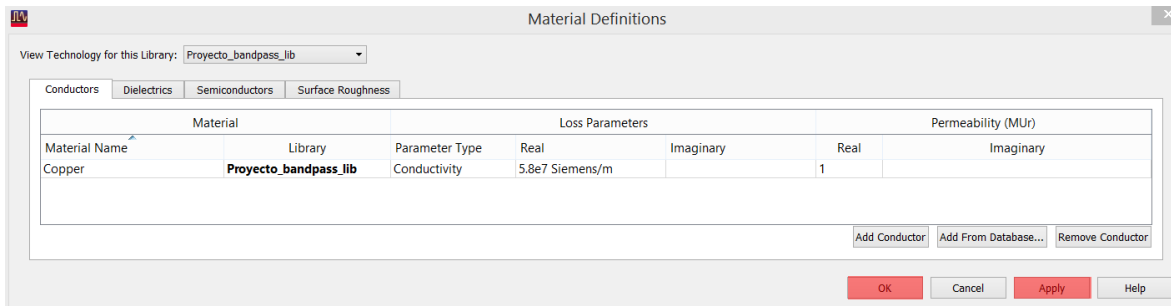 Material Definitions
View Technology for this Library: Proyecto_bandpass_lib
Conductors Dielectrics Semiconductors Surface Roughness
Material Loss Parameters Permeability (MUr)
Material Name Library Parameter Type Real Imaginary Real Imaginary
Copper Proyecto_bandpass_lib Conductivity 5.8e7 Siemens/m 1
Add Conductor Add From Database... Remove Conductor
OK Cancel Apply Help